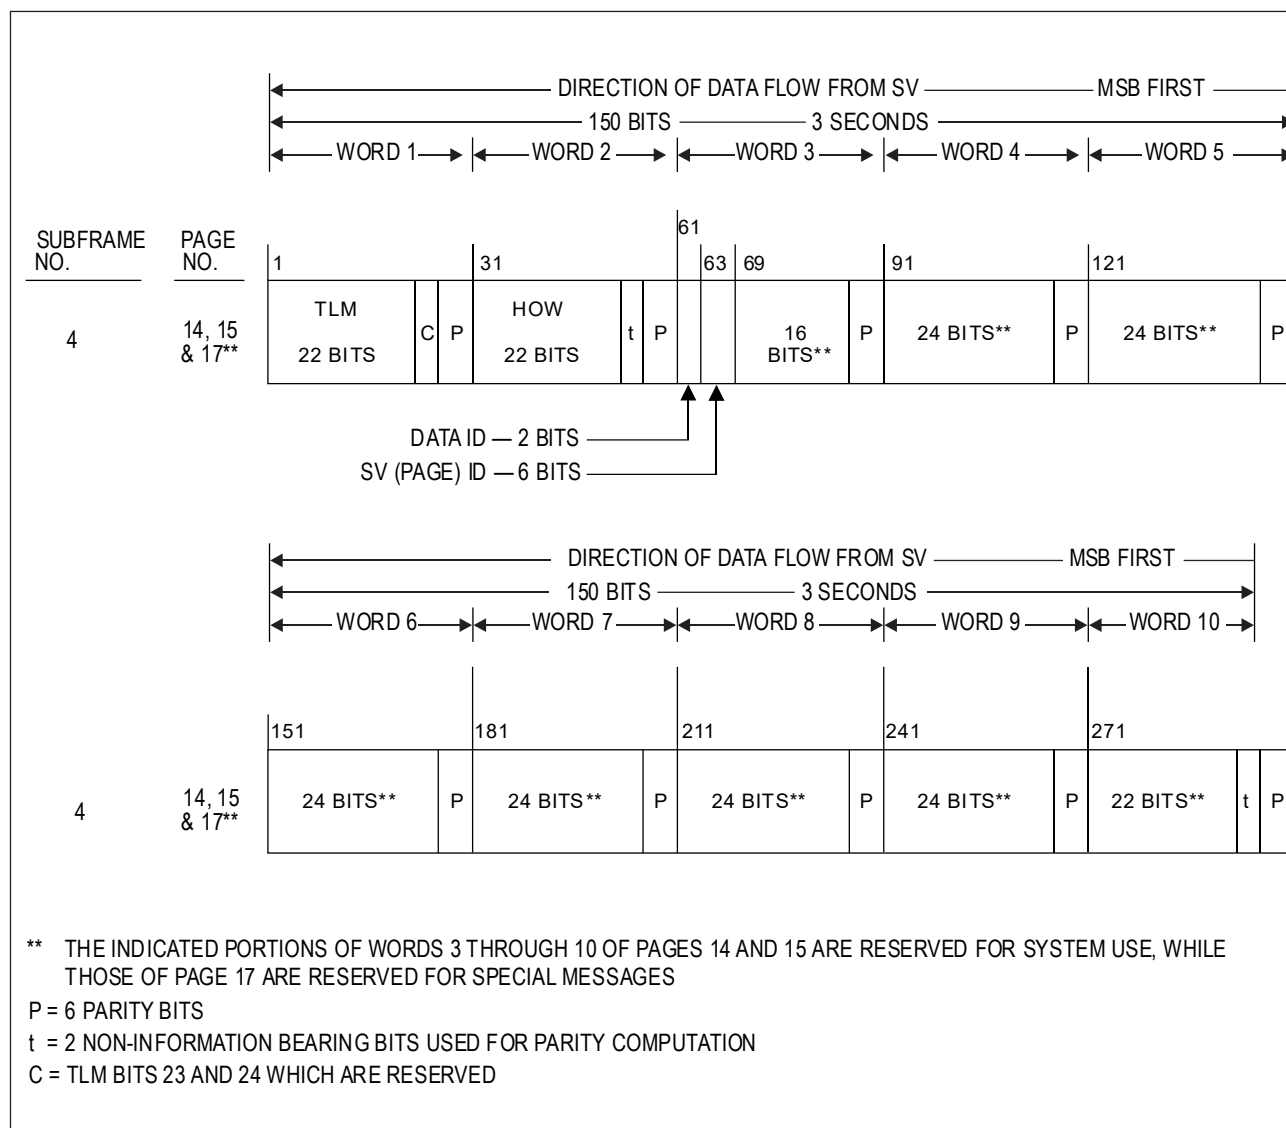 DIRECTION OF DATA FLOW FROM SV MSB FIRST
150 BITS 3 SECONDS
WORD 1 WORD 2 WORD 3 WORD 4 WORD 5
SUBFRAME NO. PAGE NO.
1 31 61 63 69 91 121
4
14, 15
& 17**
TLM
22 BITS
C P
HOW
22 BITS
t P
16
BITS**
P
24 BITS** P
24 BITS** P
DATA ID — 2 BITS
SV (PAGE) ID — 6 BITS
DIRECTION OF DATA FLOW FROM SV MSB FIRST
150 BITS 3 SECONDS
WORD 6 WORD 7 WORD 8 WORD 9 WORD 10
151 181 211 241 271
4
14, 15
& 17**
24 BITS** P 24 BITS** P 24 BITS** P 24 BITS** P 22 BITS** t P
** THE INDICATED PORTIONS OF WORDS 3 THROUGH 10 OF PAGES 14 AND 15 ARE RESERVED FOR SYSTEM USE, WHILE
THOSE OF PAGE 17 ARE RESERVED FOR SPECIAL MESSAGES
P = 6 PARITY BITS
t = 2 NON-INFORMATION BEARING BITS USED FOR PARITY COMPUTATION
C = TLM BITS 23 AND 24 WHICH ARE RESERVED